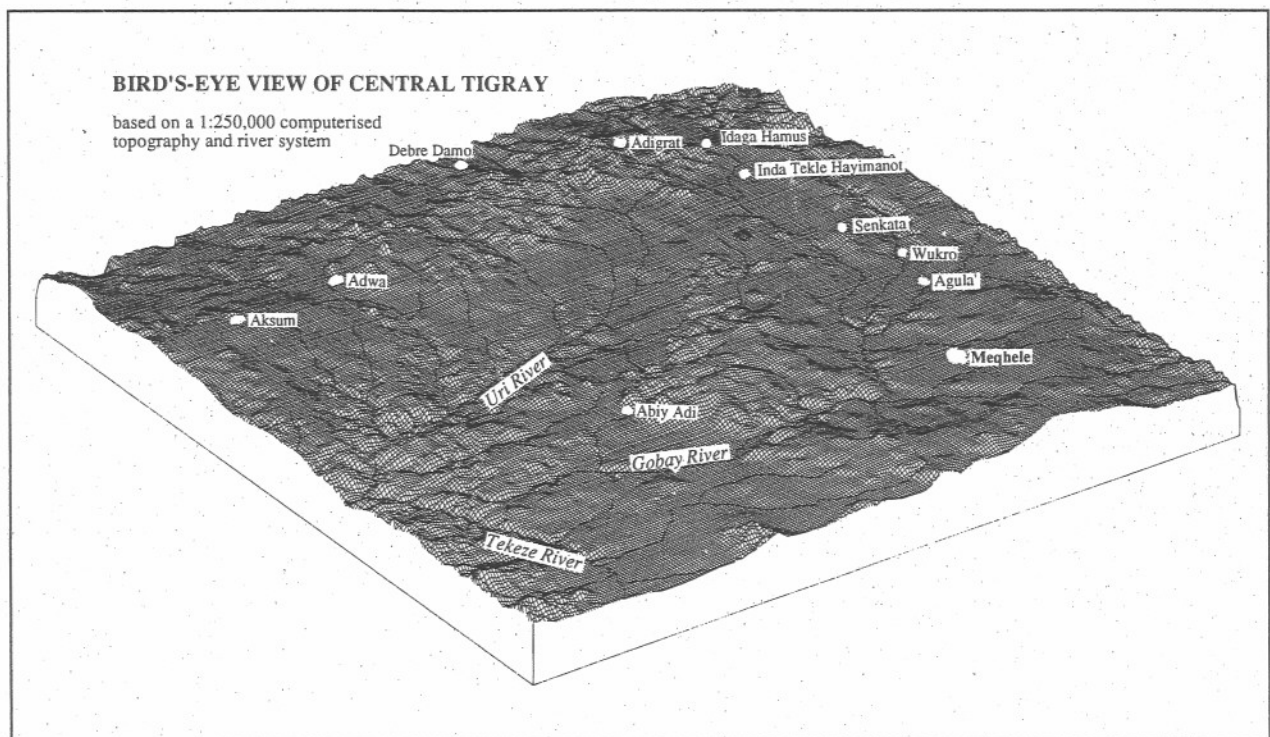 BIRD'S-EYE VIEW OF CENTRAL TIGRAY
based on a 1:250,000 computerised
topography and river system
Debre Damo
Adigrat
Idaga Hamus
Inda Tekle Hayimanot
Senkata
Wukro
Agula'
Adwa
Aksum
Meqhele
Uri River
Abiy Adi
Gobay River
Tekeze River